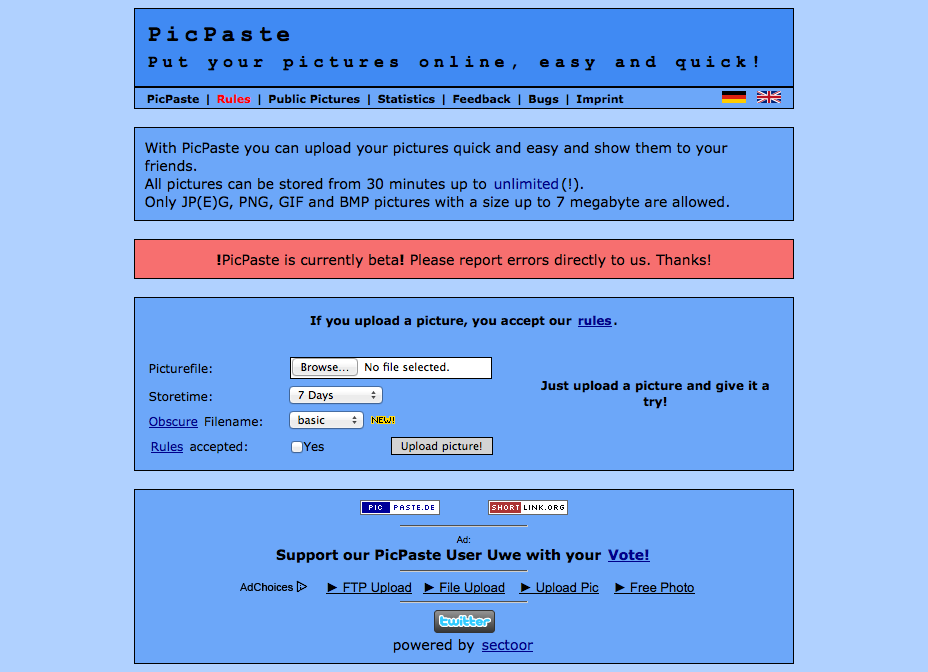 PicPaste
Put your pictures online, easy and quick!
PicPaste | Rules | Public Pictures | Statistics | Feedback | Bugs | Imprint
With PicPaste you can upload your pictures quick and easy and show them to your
friends.
All pictures can be stored from 30 minutes up to unlimited(!).
Only JP(E)G, PNG, GIF and BMP pictures with a size up to 7 megabyte are allowed.
!PicPaste is currently beta! Please report errors directly to us. Thanks!
If you upload a picture, you accept our rules.
Picturefile: Browse... No file selected.
Storetime: 7 Days
Obscure Filename: basic NEW!
Rules accepted: Yes Upload picture!
Just upload a picture and give it a
try!
PIC PASTE.DE SHORT LINK.ORG
Ad:
Support our PicPaste User Uwe with your Vote!
AdChoices ► FTP Upload ► File Upload ► Upload Pic ► Free Photo
twitter
powered by sectoor